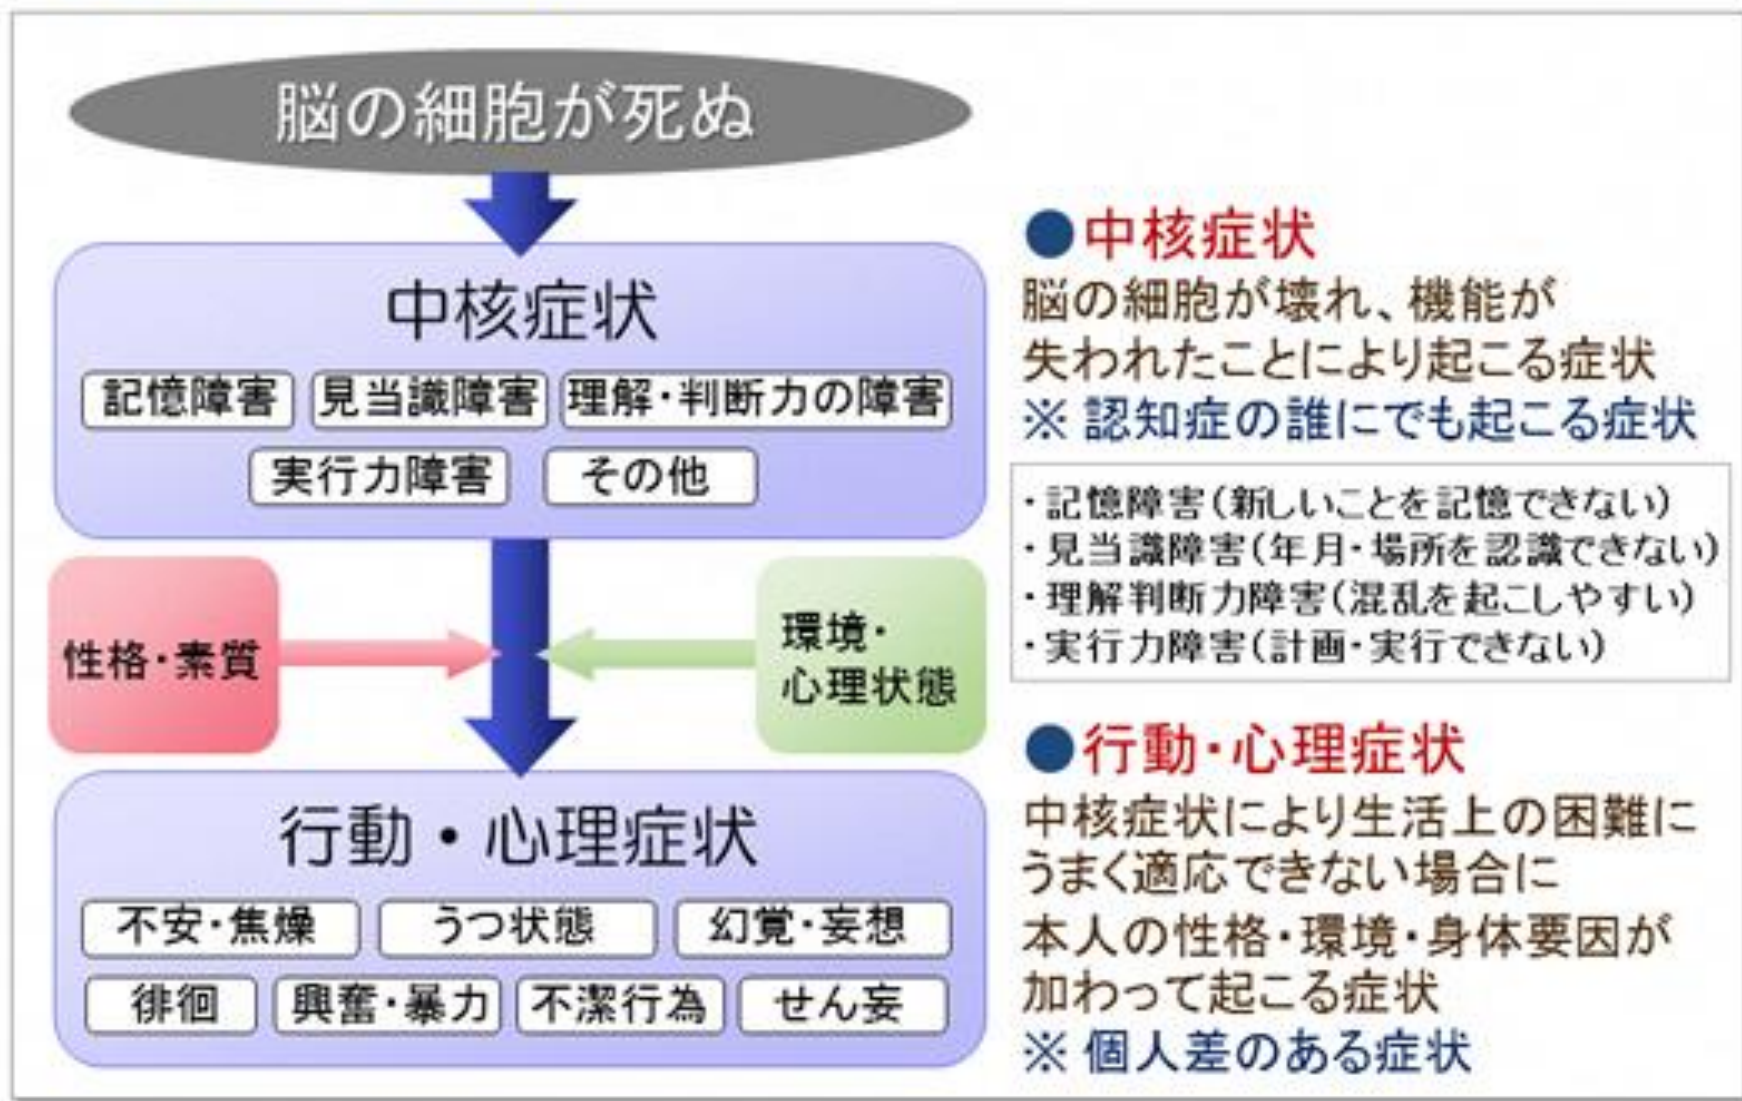 脳の細胞が死ぬ
中核症状
記憶障害 見当識障害 理解・判断力の障害
実行力障害 その他
性格・素質
環境・
心理状態
行動・心理症状
不安・焦燥 うつ状態 幻覚・妄想
徘徊 興奮・暴力 不潔行為 せん妄
●中核症状
脳の細胞が壊れ、機能が
失われたことにより起こる症状
※ 認知症の誰にでも起こる症状
・記憶障害(新しいことを記憶できない)
・見当識障害(年月・場所を認識できない)
・理解判断力障害(混乱を起こしやすい)
・実行力障害(計画・実行できない)
●行動・心理症状
中核症状により生活上の困難に
うまく適応できない場合に
本人の性格・環境・身体要因が
加わって起こる症状
※ 個人差のある症状